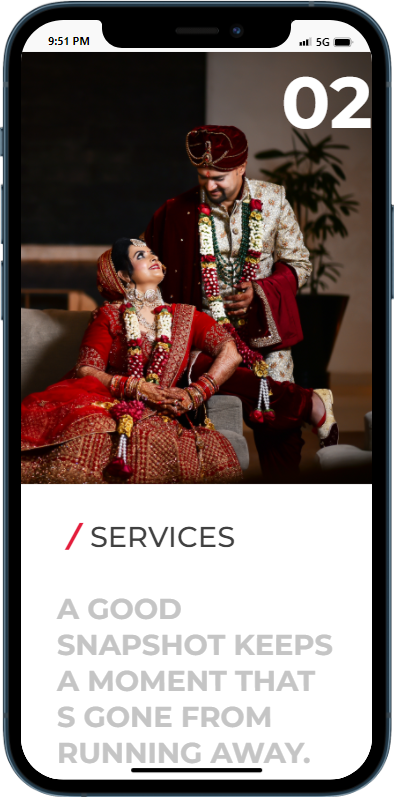 9:51 PM 5G
02
/ SERVICES
A GOOD
SNAPSHOT KEEPS
A MOMENT THAT
S GONE FROM
RUNNING AWAY.